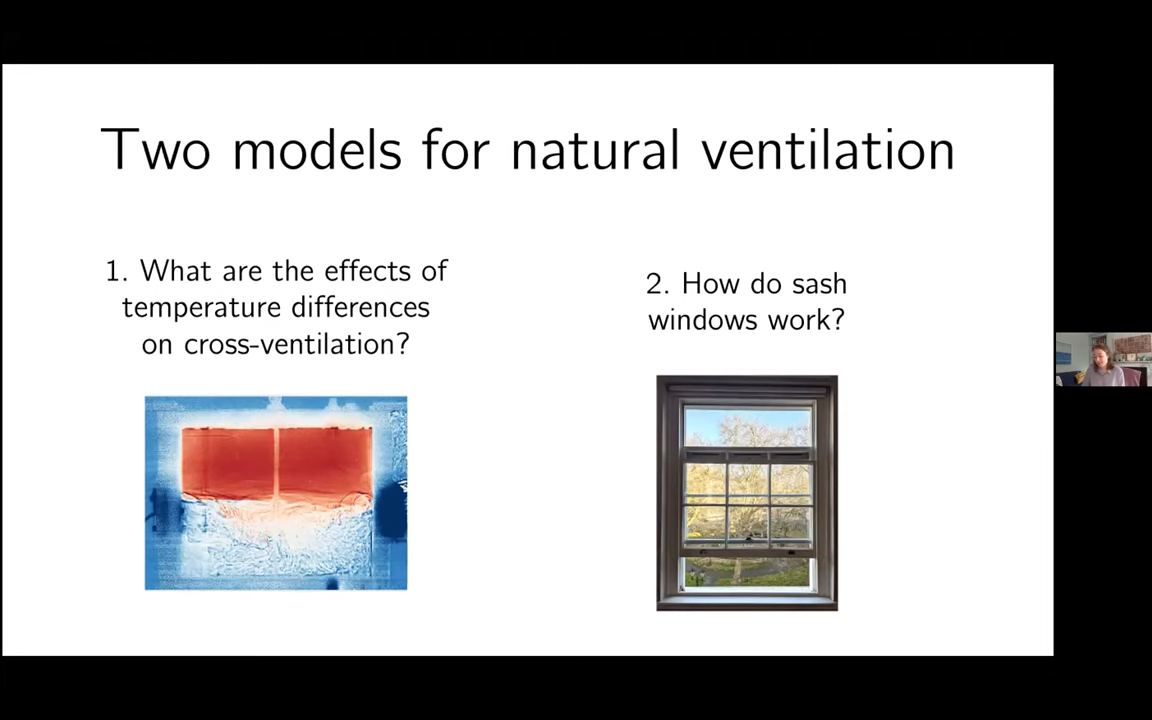 Two models for natural ventilation
1. What are the effects of
temperature differences
on cross-ventilation?
2. How do sash
windows work?